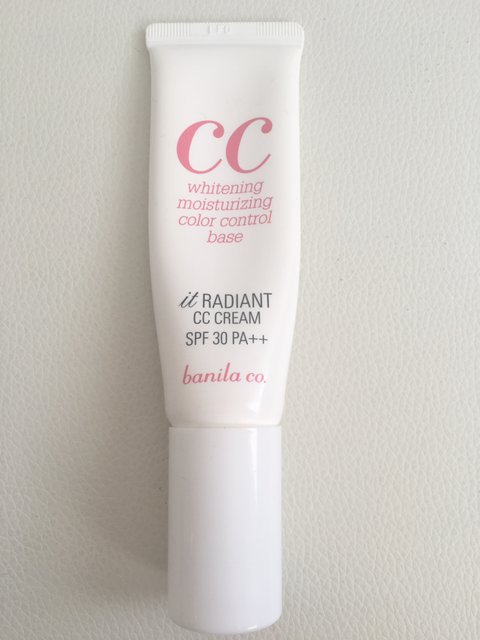 CC
whitening
moisturizing
color control
base
it RADIANT
CC CREAM
SPF 30 PA++
banila co.